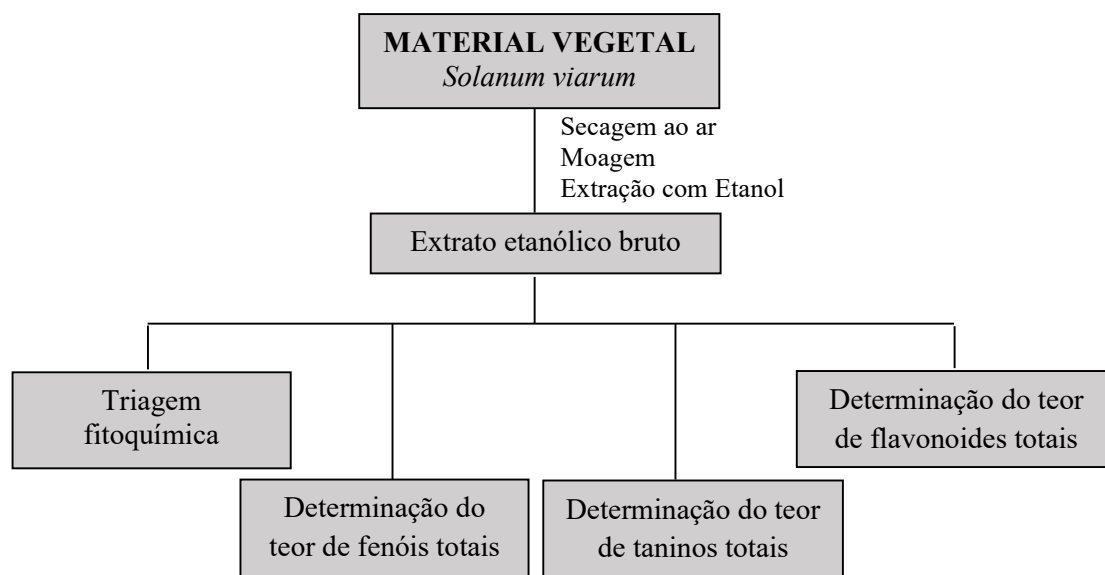 MATERIAL VEGETAL
Solanum viarum
Secagem ao ar
Moagem
Extração com Etanol
Extrato etanólico bruto
Triagem
fitoquímica
Determinação do
teor de fenóis totais
Determinação do teor
de taninos totais
Determinação do teor
de flavonoides totais